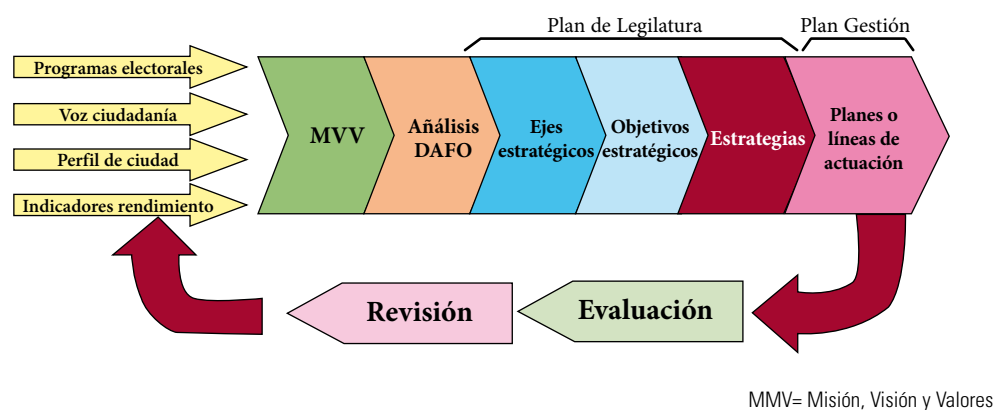 Plan de Legilatura
Plan Gestión
Programas electorales
Voz ciudadanía
Perfil de ciudad
Indicadores rendimiento
MVV
Añálisis
DAFO
Ejes
estratégicos
Objetivos
estratégicos
Estrategias
Planes o
líneas de
actuación
Revisión
Evaluación
MMV= Misión, Visión y Valores